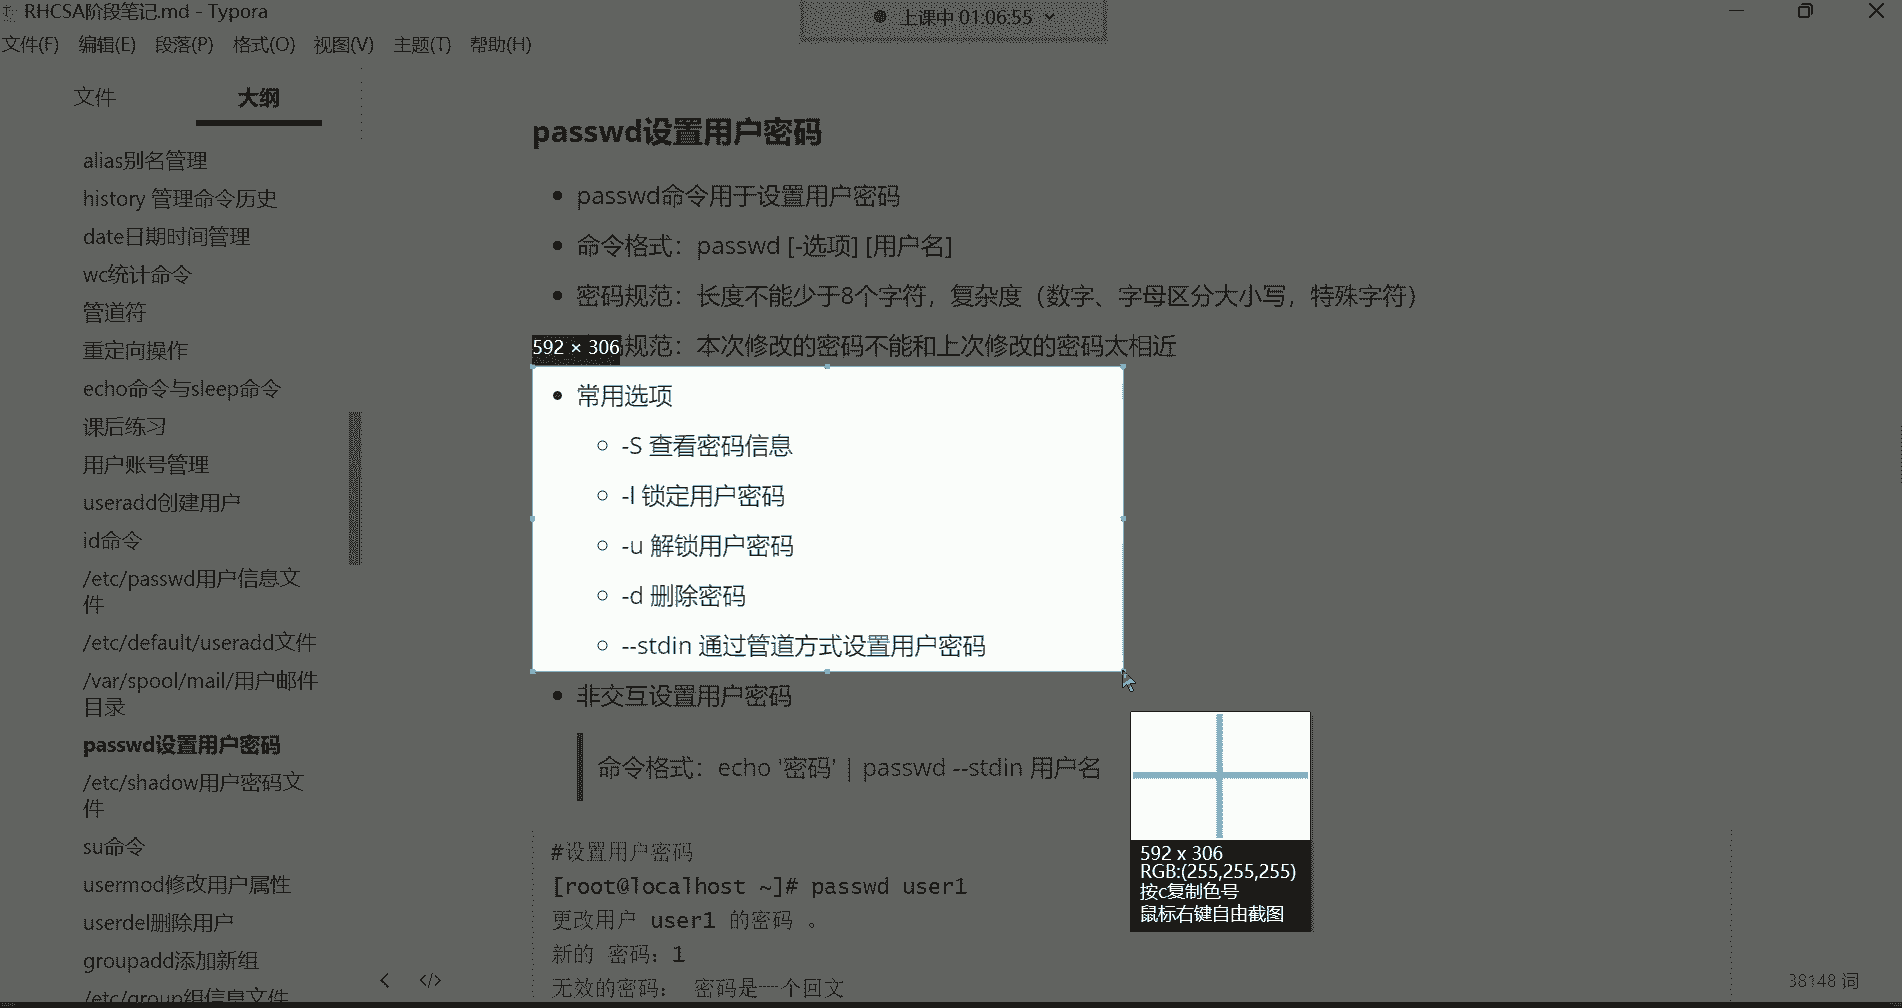 RHCSA阶段笔记.md - Typora
上课中 01:06:55
文件(F) 编辑(E) 段落(P) 格式(O) 视图(V) 主题(T) 帮助(H)
文件 大纲
alias别名管理
history 管理命令历史
date日期时间管理
wc统计命令
管道符
重定向操作
echo命令与sleep命令
课后练习
用户账号管理
useradd创建用户
id命令
/etc/passwd用户信息文
件
/etc/default/useradd文件
/var/spool/mail/用户邮件
目录
passwd设置用户密码
/etc/shadow用户密码文
件
su命令
usermod修改用户属性
userdel删除用户
groupadd添加新组
/etc/group组信息文件
passwd设置用户密码
passwd命令用于设置用户密码
命令格式：passwd [-选项] [用户名]
密码规范：长度不能少于8个字符，复杂度（数字、字母区分大小写，特殊字符）
592 × 306
规范：本次修改的密码不能和上次修改的密码太相近
常用选项
-S 查看密码信息
-l 锁定用户密码
-u 解锁用户密码
-d 删除密码
--stdin 通过管道方式设置用户密码
非交互设置用户密码
命令格式：echo '密码' | passwd --stdin 用户名
#设置用户密码
[root@localhost ~]# passwd user1
更改用户 user1 的密码 。
新的 密码：1
无效的密码： 密码是一个回文
592 x 306
RGB:(255,255,255)
按c复制色号
鼠标右键自由截图
38148 词